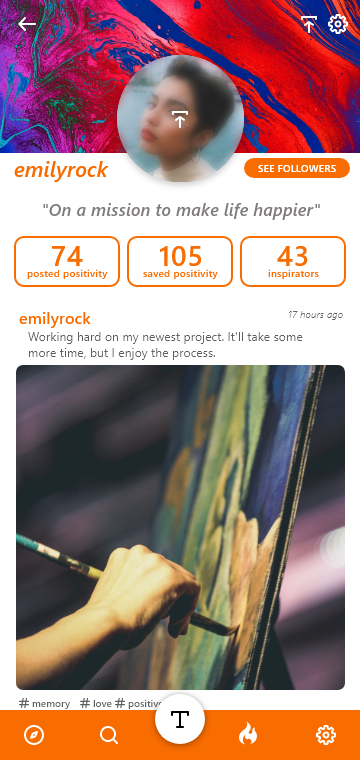 emilyrock
SEE FOLLOWERS
"On a mission to make life happier"
74
posted positivity
105
saved positivity
43
inspirators
emilyrock
17 hours ago
Working hard on my newest project. It'll take some
more time, but I enjoy the process.
# memory # love # positive
T